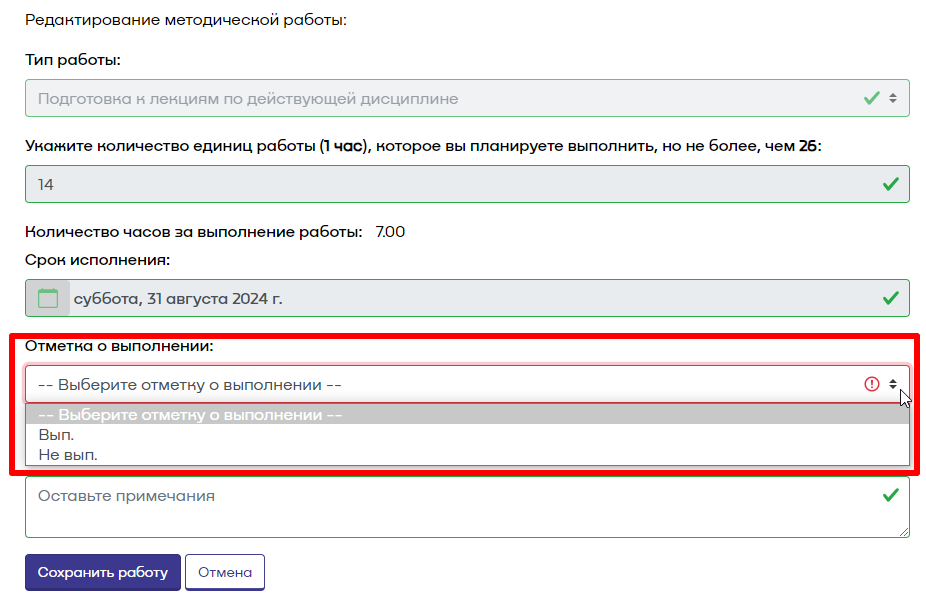 Редактирование методической работы:
Тип работы:
Подготовка к лекциям по действующей дисциплине
Укажите количество единиц работы (1 час), которое вы планируете выполнить, но не более, чем 26:
14
Количество часов за выполнение работы: 7.00
Срок исполнения:
суббота, 31 августа 2024 г.
Отметка о выполнении:
-- Выберите отметку о выполнении --
-- Выберите отметку о выполнении --
Вып.
Не вып.
Оставьте примечания
Сохранить работу Отмена